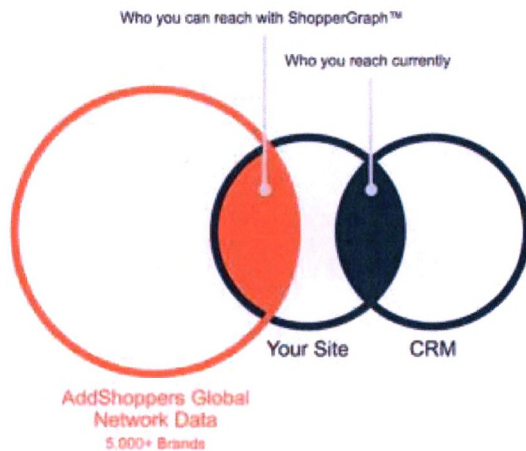 Who you can reach with ShopperGraph™
Who you reach currently
Your Site
CRM
AddShoppers Global
Network Data
5,000+ Brands